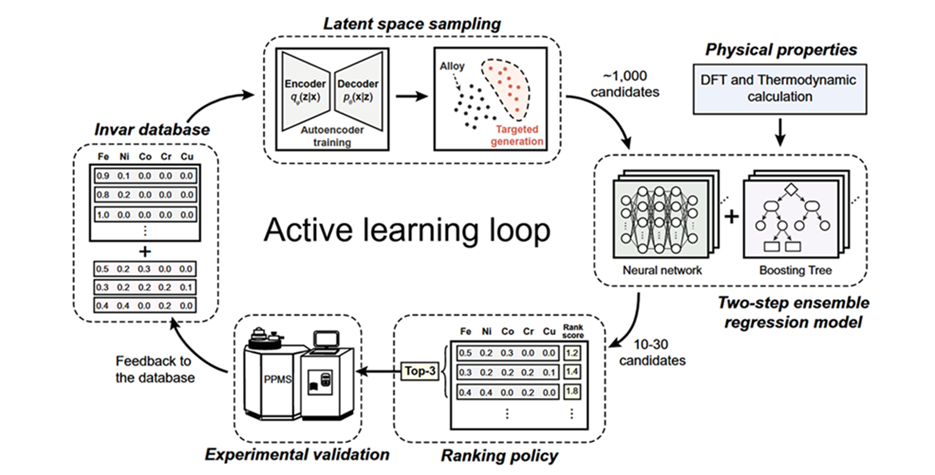 Latent space sampling
Encoder
qφ(z|x)
Decoder
pθ(x|z)
Autoencoder
training
Alloy
Targeted
generation
~1,000
candidates
Physical properties
DFT and Thermodynamic
calculation
Invar database
Fe Ni Co Cr Cu
0.9 0.1 0.0 0.0 0.0
0.8 0.2 0.0 0.0 0.0
1.0 0.0 0.0 0.0 0.0
⋮
+
0.5 0.2 0.3 0.0 0.0
0.3 0.2 0.2 0.2 0.1
0.4 0.4 0.0 0.2 0.0
Active learning loop
+
Neural network
Boosting Tree
Two-step ensemble
regression model
10-30
candidates
Fe Ni Co Cr Cu Rank
score
0.5 0.2 0.3 0.0 0.0 1.2
0.3 0.2 0.2 0.2 0.1 1.4
0.4 0.4 0.0 0.2 0.0 1.8
⋮ ⋮
Top-3
Ranking policy
PPMS
Experimental validation
Feedback to
the database